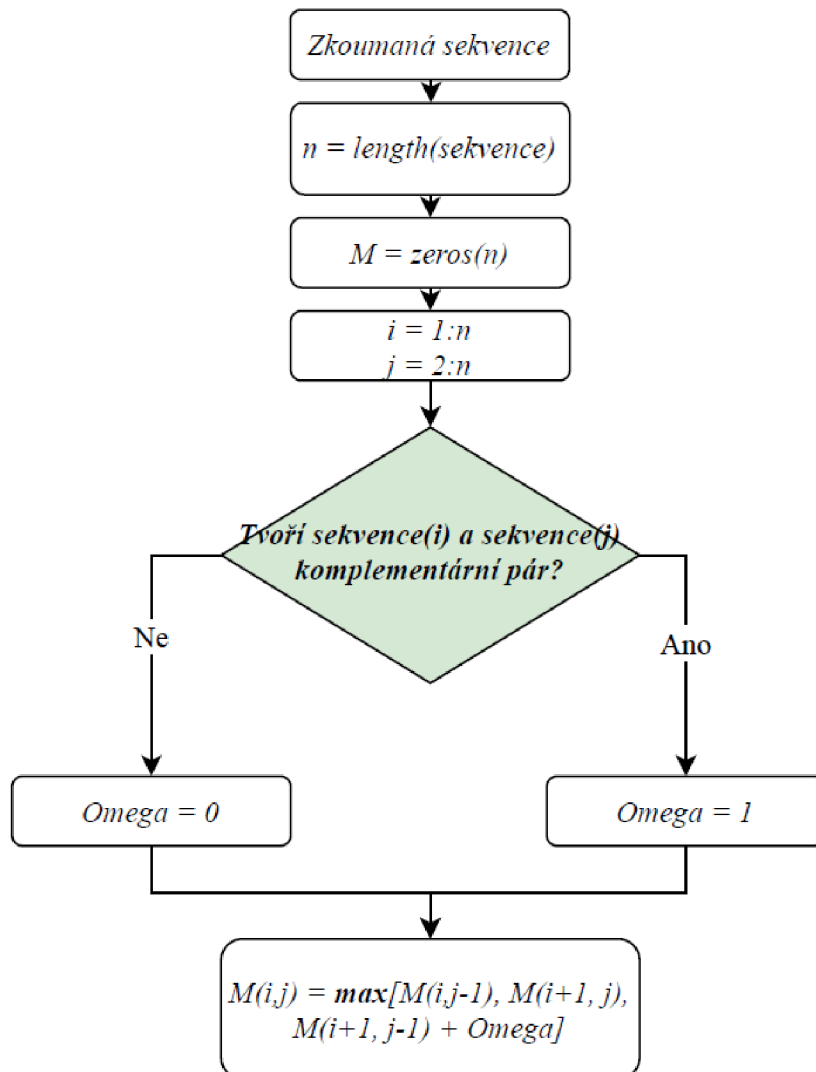 Zkoumaná sekvence
n = length(sekvence)
M = zeros(n)
i = 1:n
j = 2:n
Tvoří sekvence(i) a sekvence(j)
komplementární pár?
Ne
Ano
Omega = 0
Omega = 1
M(i,j) = max[M(i,j-1), M(i+1, j),
M(i+1, j-1) + Omega]